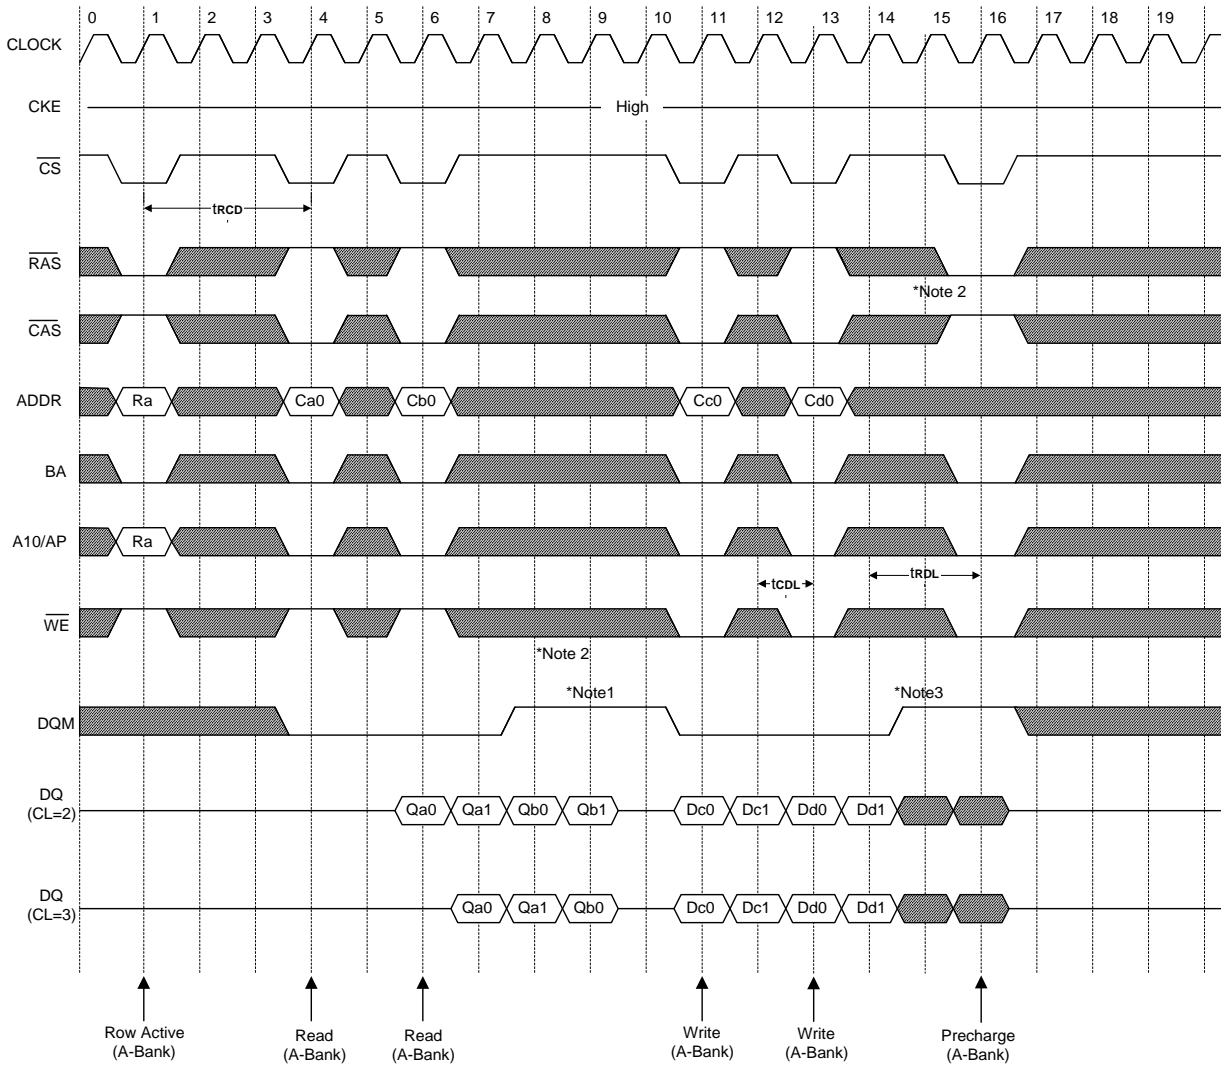 0 1 2 3 4 5 6 7 8 9 10 11 12 13 14 15 16 17 18 19
CLOCK
CKE High
CS
tRCD
RAS
*Note 2
CAS
ADDR Ra Ca0 Cb0 Cc0 Cd0
BA
A10/AP Ra
tCDL tRDL
WE
*Note 2
*Note1 *Note3
DQM
DQ
(CL=2) Qa0 Qa1 Qb0 Qb1 Dc0 Dc1 Dd0 Dd1
DQ
(CL=3) Qa0 Qa1 Qb0 Dc0 Dc1 Dd0 Dd1
Row Active Read Read Write Write Precharge
(A-Bank) (A-Bank) (A-Bank) (A-Bank) (A-Bank) (A-Bank)